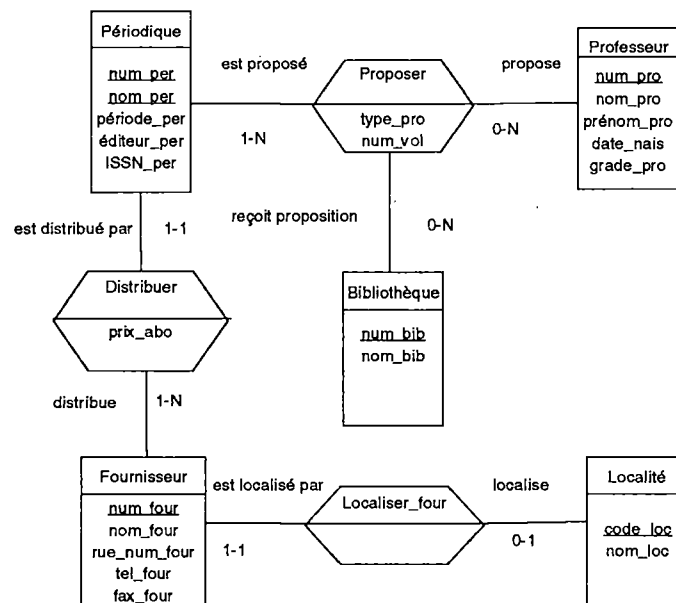 Périodique
num_per
nom_per
période_per
éditeur_per
ISSN_per
est proposé
1-N
Proposer
type_pro
num_vol
propose
0-N
Professeur
num_pro
nom_pro
prénom_pro
date_nais
grade_pro
reçoit proposition
0-N
est distribué par
1-1
Distribuer
prix_abo
Bibliothèque
num_bib
nom_bib
distribue
1-N
Fournisseur
num_four
nom_four
rue_num_four
tel_four
fax_four
est localisé par
1-1
Localiser_four
localise
0-1
Localité
code_loc
nom_loc